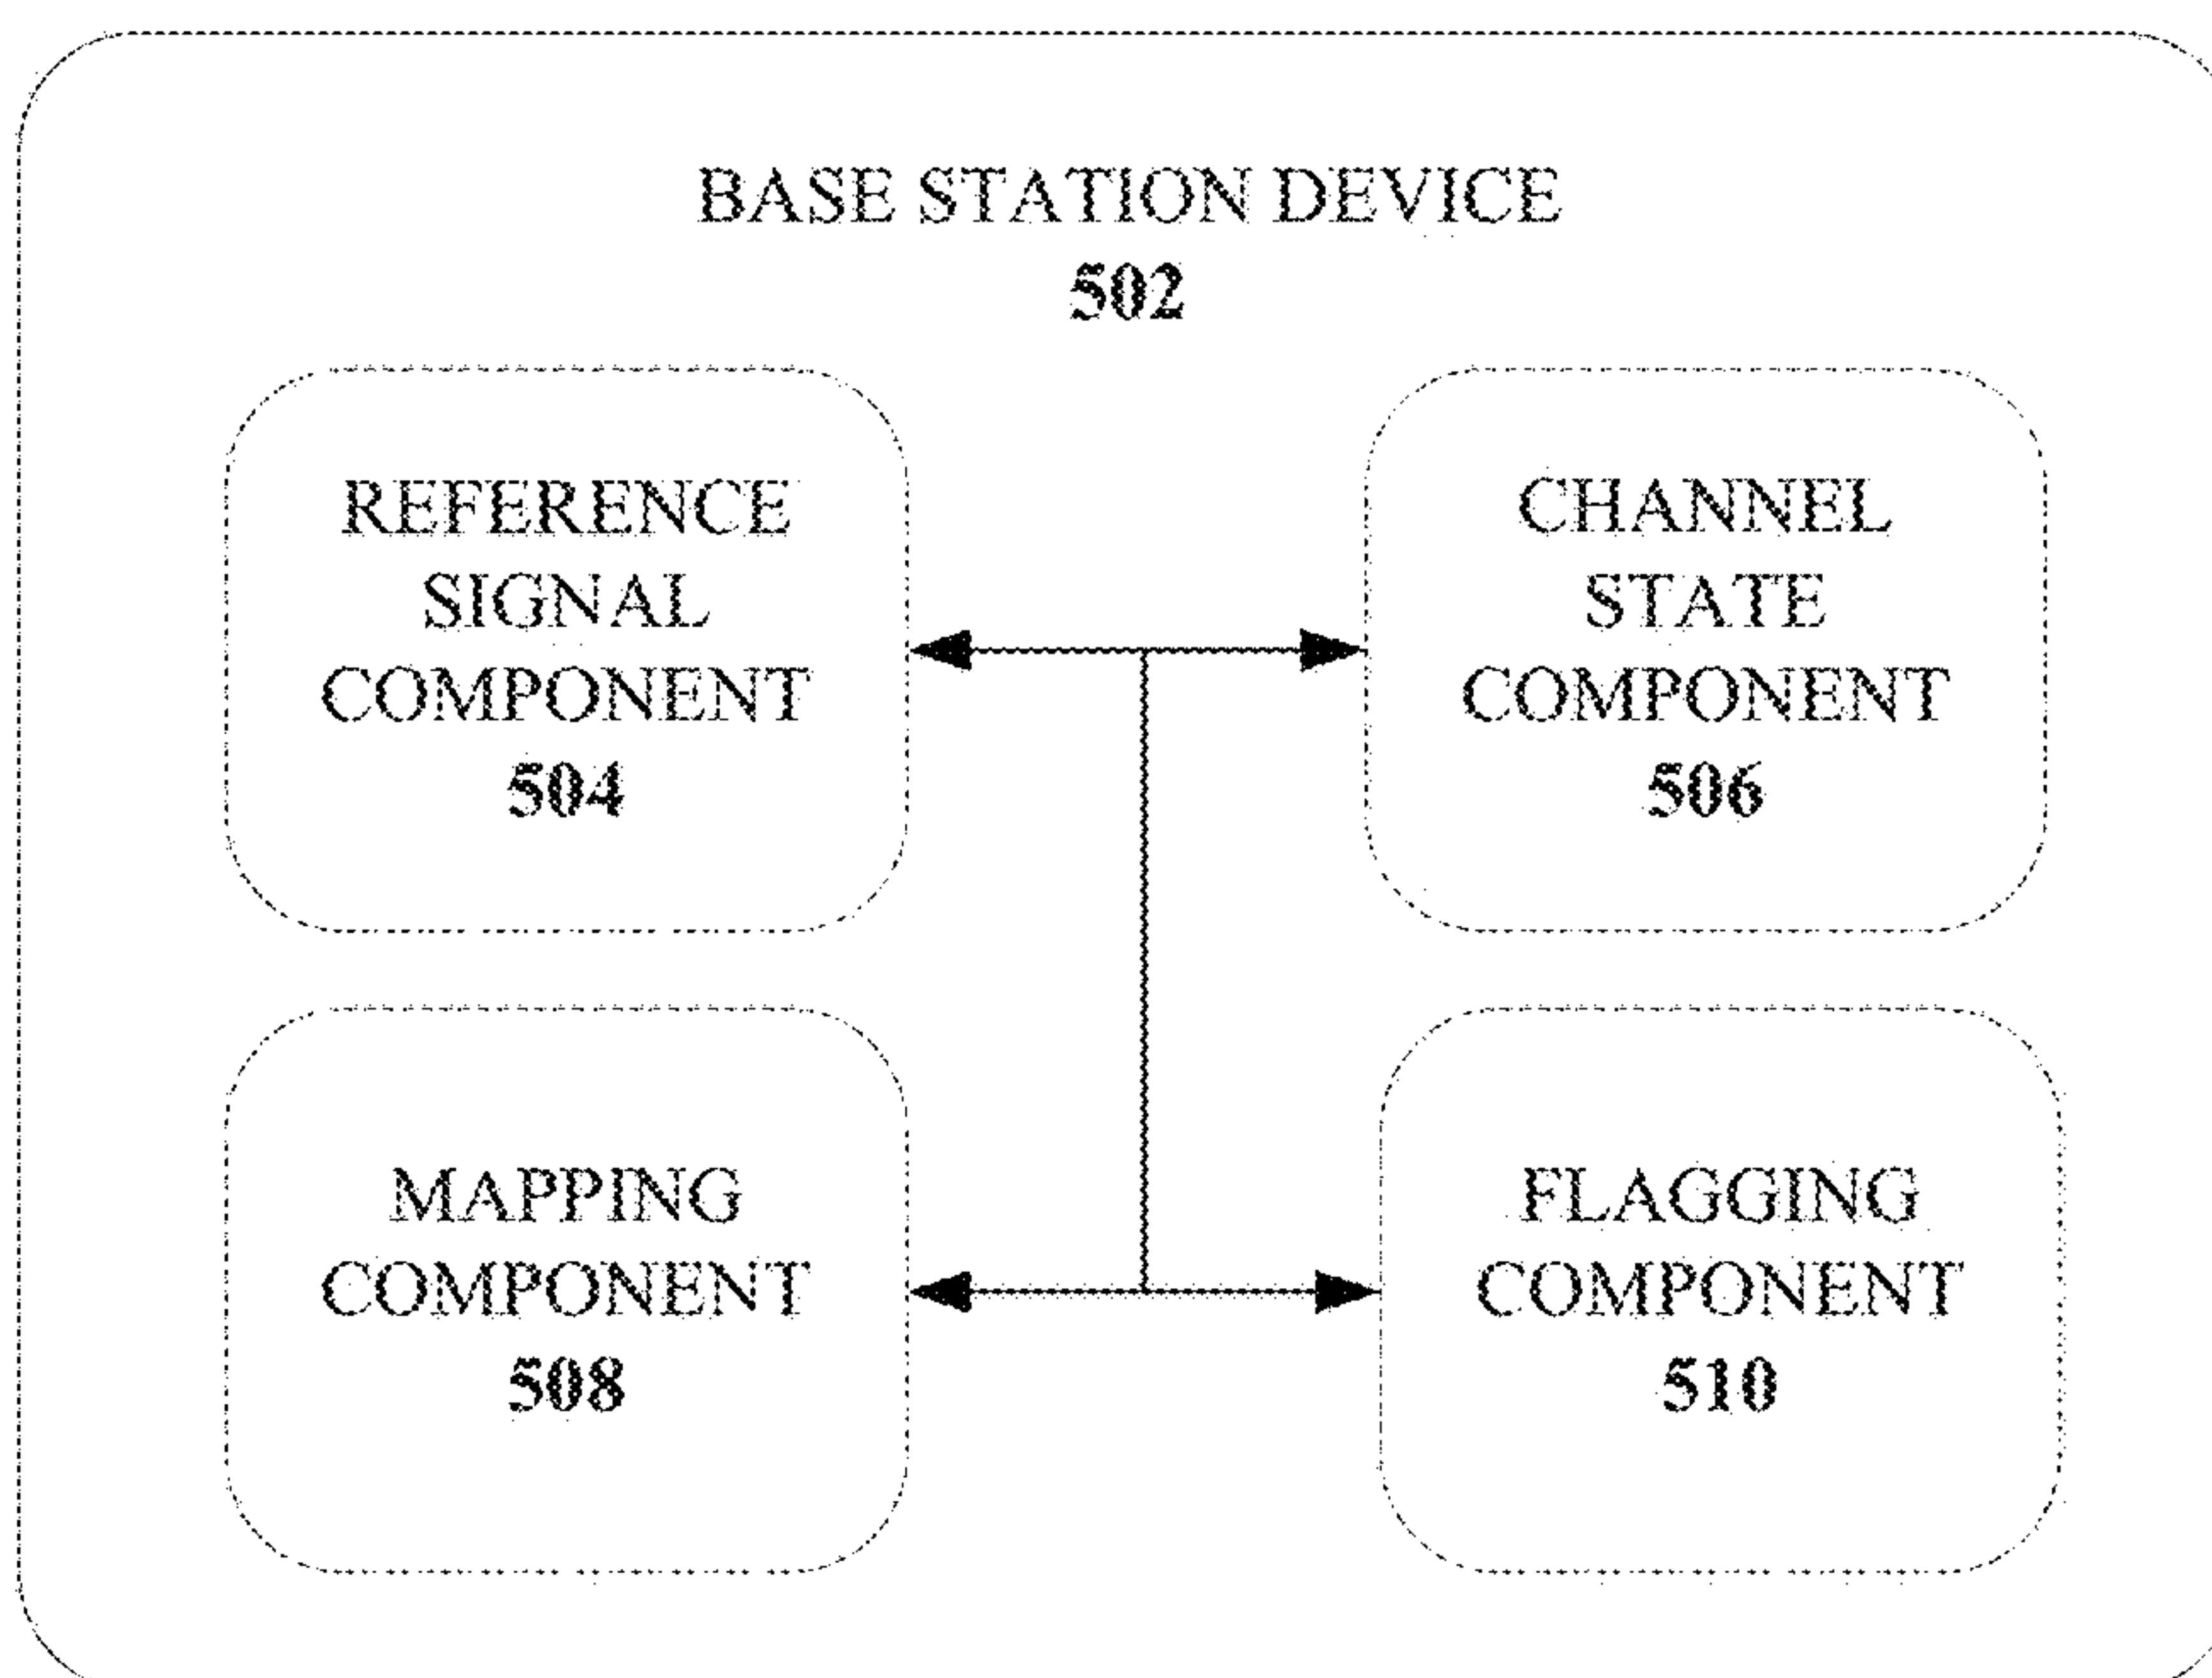 BASE STATION DEVICE
502
REFERENCE
SIGNAL
COMPONENT
504
CHANNEL
STATE
COMPONENT
506
MAPPING
COMPONENT
508
FLAGGING
COMPONENT
510